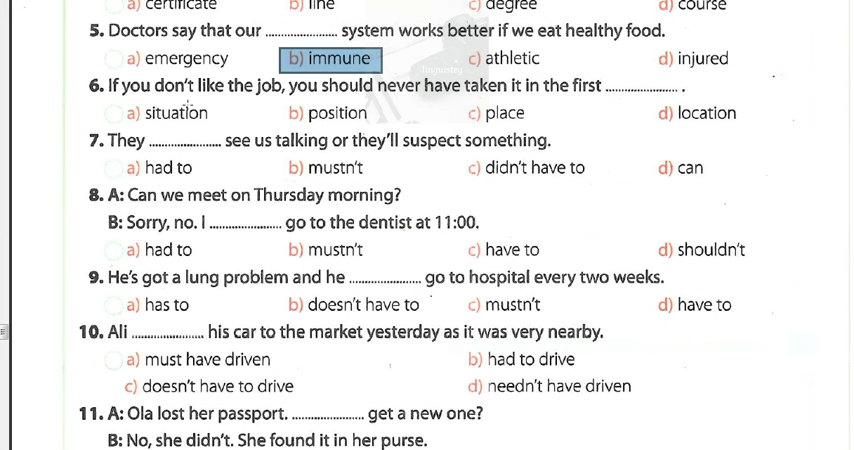 a) certificate b) line c) degree d) course
5. Doctors say that our ........................ system works better if we eat healthy food.
a) emergency b) immune c) athletic d) injured
6. If you don't like the job, you should never have taken it in the first ........................ .
a) situation b) position c) place d) location
7. They ........................ see us talking or they'll suspect something.
a) had to b) mustn't c) didn't have to d) can
8. A: Can we meet on Thursday morning?
B: Sorry, no. I ........................ go to the dentist at 11:00.
a) had to b) mustn't c) have to d) shouldn't
9. He's got a lung problem and he ........................ go to hospital every two weeks.
a) has to b) doesn't have to c) mustn't d) have to
10. Ali ........................ his car to the market yesterday as it was very nearby.
a) must have driven b) had to drive
c) doesn't have to drive d) needn't have driven
11. A: Ola lost her passport. ........................ get a new one?
B: No, she didn't. She found it in her purse.